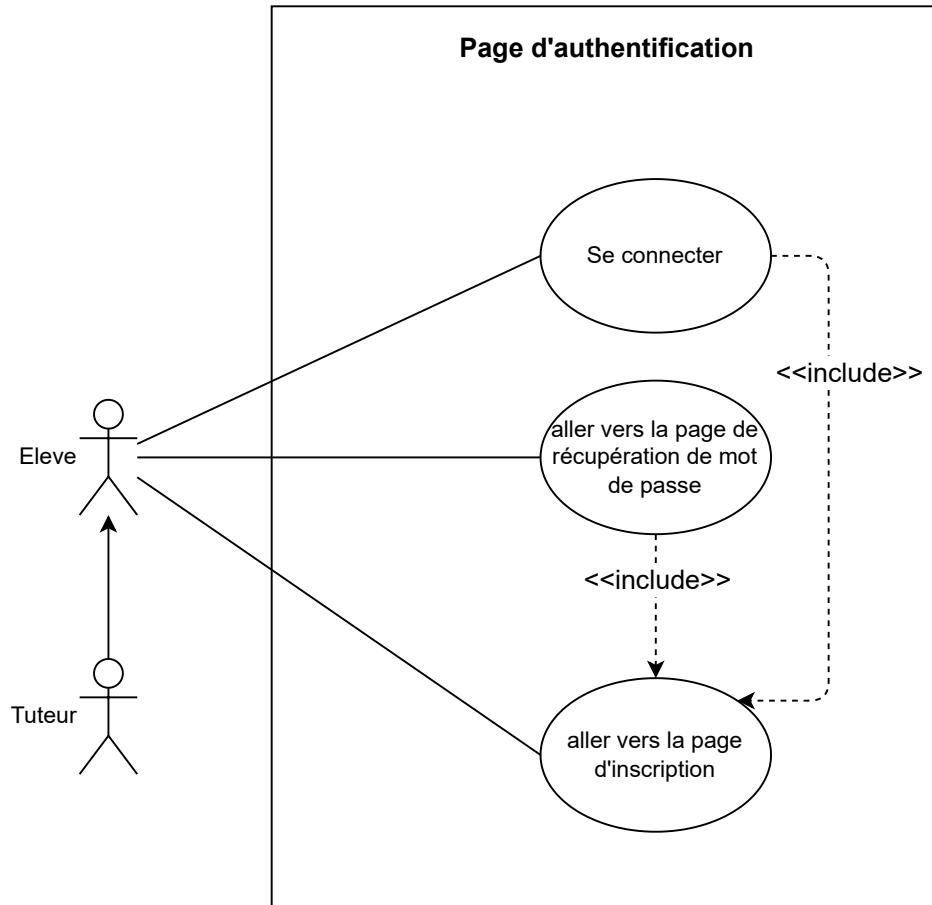 Page d'authentification
Se connecter
<<include>>
aller vers la page de
récupération de mot
de passe
Eleve
<<include>>
Tuteur
aller vers la page
d'inscription